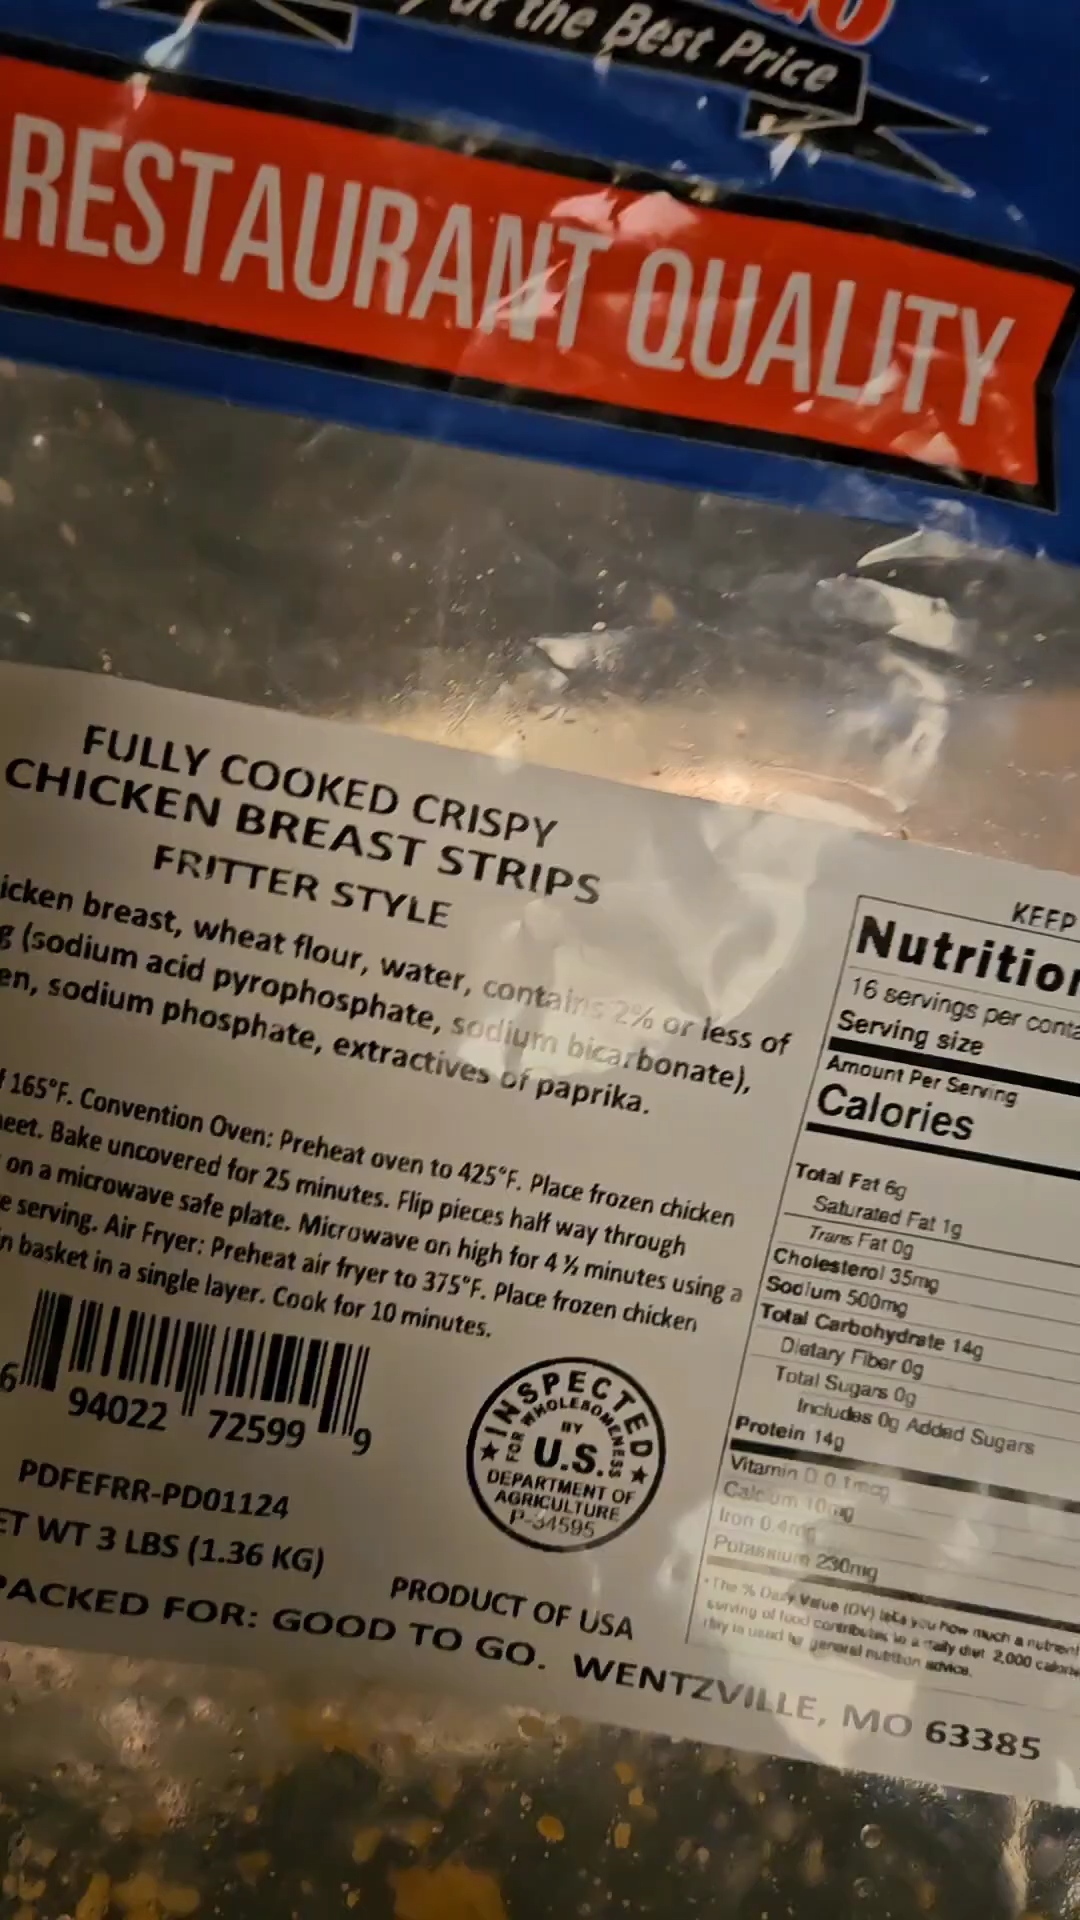 at the Best Price
RESTAURANT QUALITY
FULLY COOKED CRISPY
CHICKEN BREAST STRIPS
FRITTER STYLE
icken breast, wheat flour, water, contains 2% or less of
g (sodium acid pyrophosphate, sodium bicarbonate),
en, sodium phosphate, extractives of paprika.
f 165°F. Convention Oven: Preheat oven to 425°F. Place frozen chicken
heet. Bake uncovered for 25 minutes. Flip pieces half way through
on a microwave safe plate. Microwave on high for 4 ½ minutes using a
e serving. Air Fryer: Preheat air fryer to 375°F. Place frozen chicken
in basket in a single layer. Cook for 10 minutes.
6 94022 72599 9
PDFEFRR-PD01124
ET WT 3 LBS (1.36 KG)
PACKED FOR: GOOD TO GO. WENTZVILLE, MO 63385
INSPECTED
FOR WHOLESOMENESS
BY
U.S.
DEPARTMENT OF
AGRICULTURE
P-34595
PRODUCT OF USA
KEEP
Nutrition
16 servings per conta
Serving size
Amount Per Serving
Calories
Total Fat 6g
Saturated Fat 1g
Trans Fat 0g
Cholesterol 35mg
Sodium 500mg
Total Carbohydrate 14g
Dietary Fiber 0g
Total Sugars 0g
Includes 0g Added Sugars
Protein 14g
Vitamin D 0.1mcg
Calcium 10mg
Iron 0.4mg
Potassium 230mg
*The % Daily Value (DV) tells you how much a nutrient
serving of food contributes to a daily diet. 2,000 calorie
day is used for general nutrition advice.